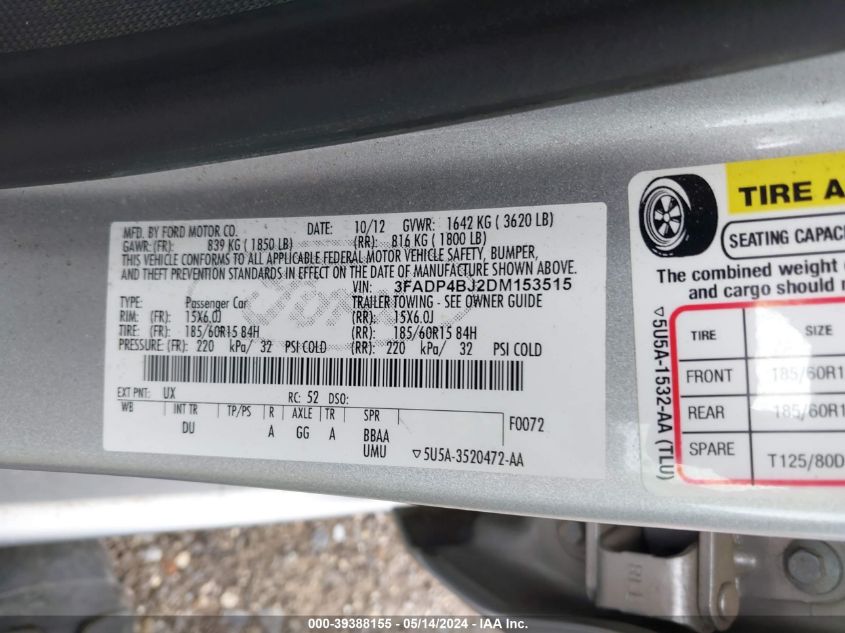 MFD. BY FORD MOTOR CO. DATE: 10/12 GVWR: 1642 KG ( 3620 LB)
GAWR: (FR): 839 KG ( 1850 LB) (RR): 816 KG ( 1800 LB)
THIS VEHICLE CONFORMS TO ALL APPLICABLE FEDERAL MOTOR VEHICLE SAFETY, BUMPER,
AND THEFT PREVENTION STANDARDS IN EFFECT ON THE DATE OF MANUFACTURE SHOWN ABOVE.
VIN: 3FADP4BJ2DM153515
TYPE: Passenger Car TRAILER TOWING - SEE OWNER GUIDE
RIM: (FR): 15X6.0J (RR): 15X6.0J
TIRE: (FR): 185/60R15 84H (RR): 185/60R15 84H
PRESSURE: (FR): 220 kPa/ 32 PSI COLD (RR): 220 kPa/ 32 PSI COLD
EXT PNT: UX RC: 52 DSO:
WB INT TR TP/PS R AXLE TR SPR F0072
DU A GG A BBAA
UMU ▽5U5A-3520472-AA
Ford
TIRE A
SEATING CAPAC
The combined weight
and cargo should
TIRE SIZE
FRONT 185/60R1
REAR 185/60R1
SPARE T125/80D
▽5U5A-1532-AA (TLU)
000-39388155 - 05/14/2024 - IAA Inc.